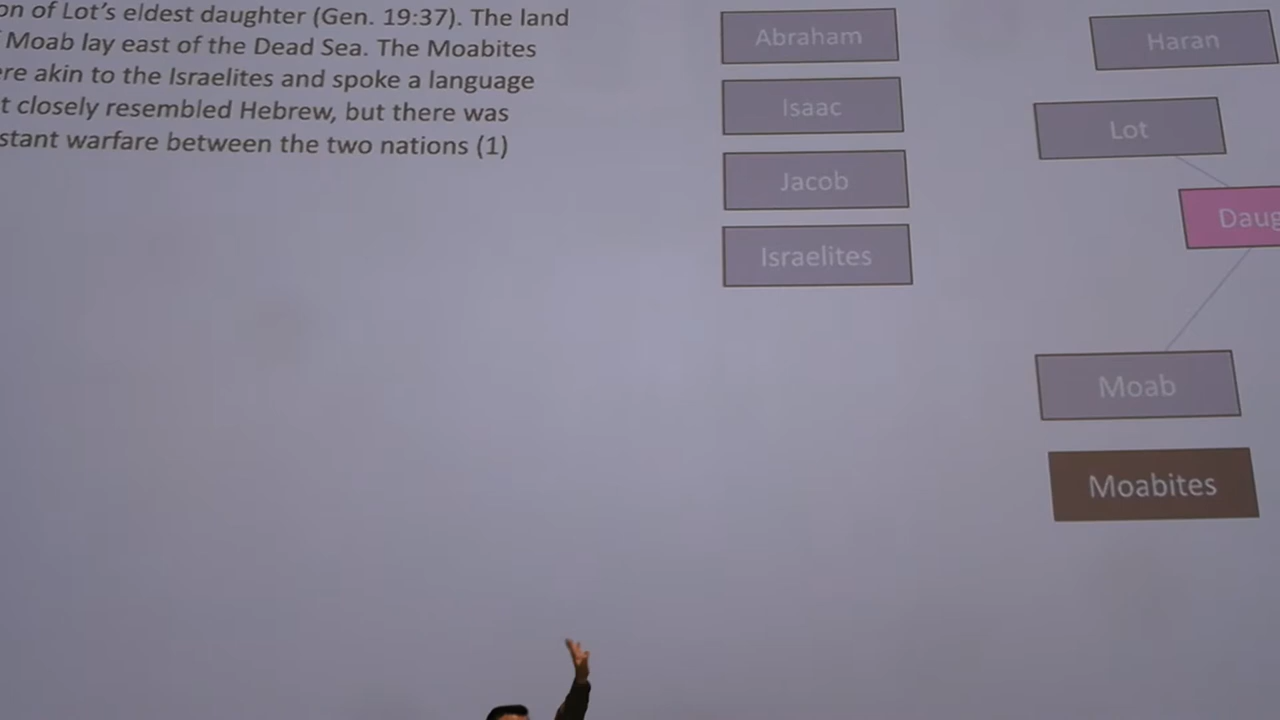 on of Lot's eldest daughter (Gen. 19:37). The land
Moab lay east of the Dead Sea. The Moabites
re akin to the Israelites and spoke a language
t closely resembled Hebrew, but there was
stant warfare between the two nations (1)
Abraham
Isaac
Jacob
Israelites
Haran
Lot
Daug
Moab
Moabites